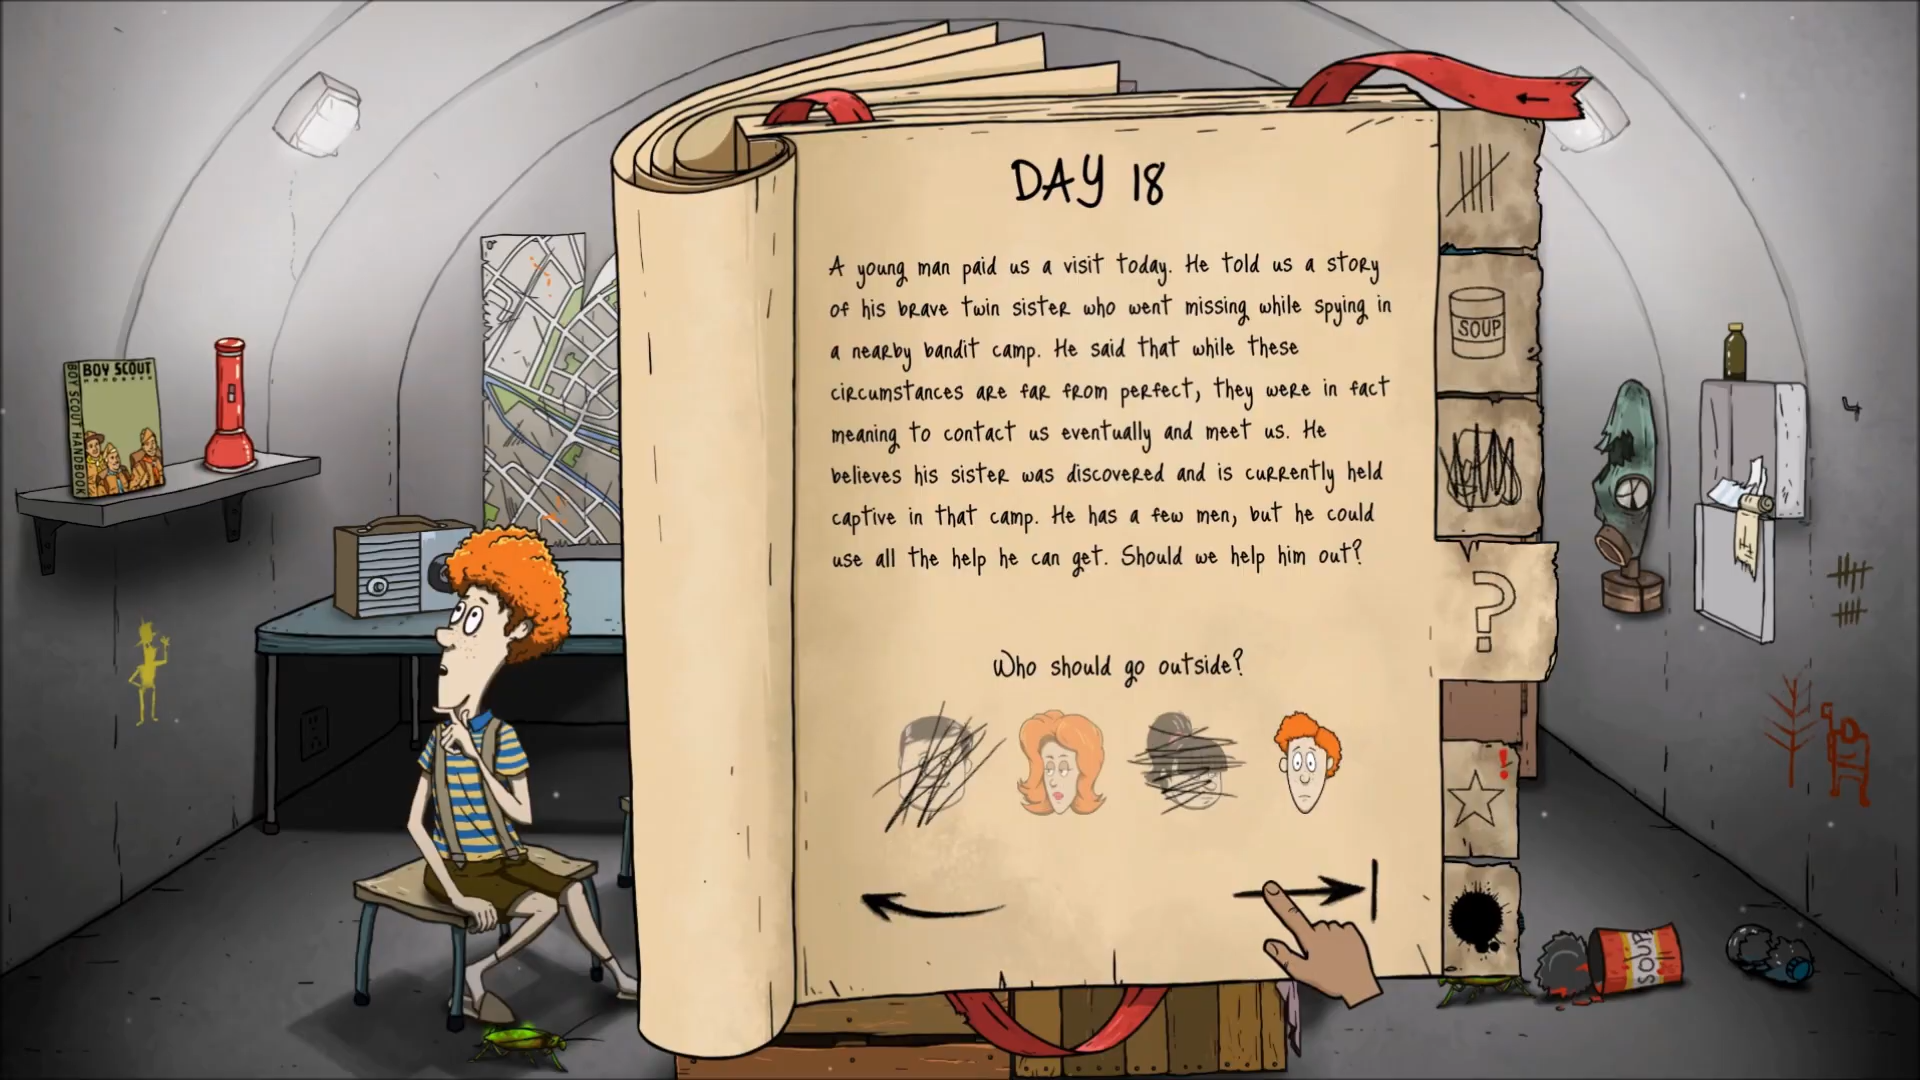 DAY 18
A young man paid us a visit today. He told us a story
of his brave twin sister who went missing while spying in
a nearby bandit camp. He said that while these
circumstances are far from perfect, they were in fact
meaning to contact us eventually and meet us. He
believes his sister was discovered and is currently held
captive in that camp. He has a few men, but he could
use all the help he can get. Should we help him out?
Who should go outside?
SOUP
?
!
BOY SCOUT
HANDBOOK
BOY SCOUT HANDBOOK
SOUP